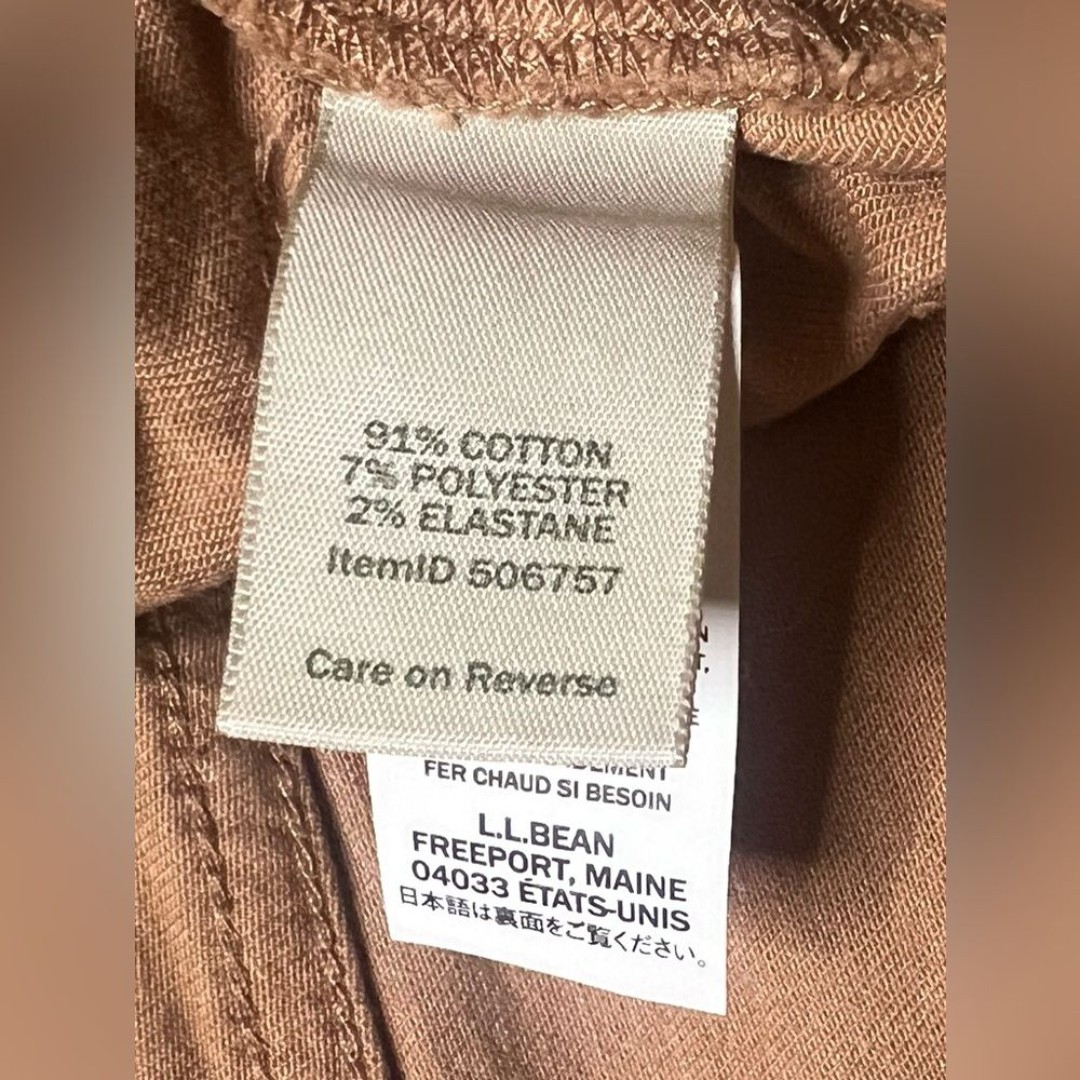 91% COTTON
7% POLYESTER
2% ELASTANE
ItemID 506757
Care on Reverse
FER CHAUD SI BESOIN
L.L.BEAN
FREEPORT, MAINE
04033 ÉTATS-UNIS
日本語は裏面をご覧ください。